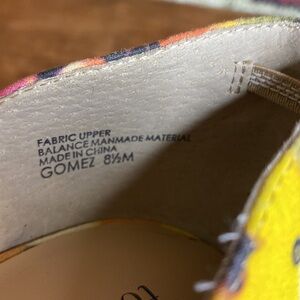 FABRIC UPPER
BALANCE MANMADE MATERIAL
MADE IN CHINA
GOMEZ 8½M